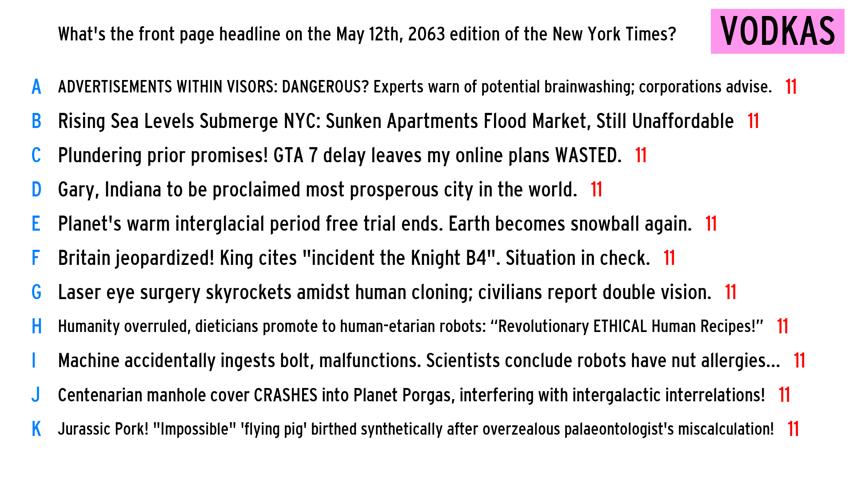 What's the front page headline on the May 12th, 2063 edition of the New York Times?
VODKAS
A ADVERTISEMENTS WITHIN VISORS: DANGEROUS? Experts warn of potential brainwashing; corporations advise. 11
B Rising Sea Levels Submerge NYC: Sunken Apartments Flood Market, Still Unaffordable 11
C Plundering prior promises! GTA 7 delay leaves my online plans WASTED. 11
D Gary, Indiana to be proclaimed most prosperous city in the world. 11
E Planet's warm interglacial period free trial ends. Earth becomes snowball again. 11
F Britain jeopardized! King cites "incident the Knight B4". Situation in check. 11
G Laser eye surgery skyrockets amidst human cloning; civilians report double vision. 11
H Humanity overruled, dieticians promote to human-etarian robots: “Revolutionary ETHICAL Human Recipes!” 11
I Machine accidentally ingests bolt, malfunctions. Scientists conclude robots have nut allergies... 11
J Centenarian manhole cover CRASHES into Planet Porgas, interfering with intergalactic interrelations! 11
K Jurassic Pork! "Impossible" 'flying pig' birthed synthetically after overzealous palaeontologist's miscalculation! 11